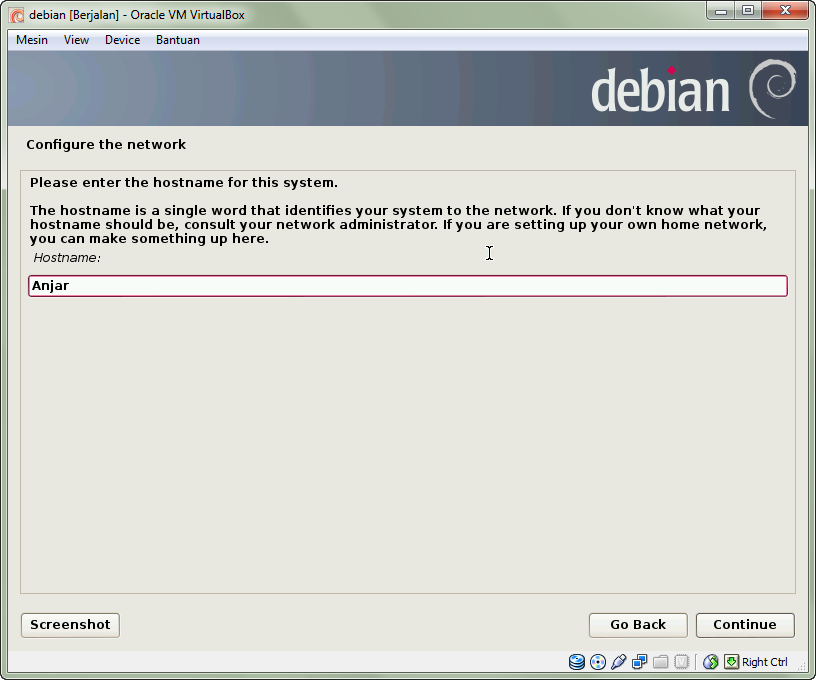 debian [Berjalan] - Oracle VM VirtualBox
Mesin View Device Bantuan
debian
Configure the network
Please enter the hostname for this system.
The hostname is a single word that identifies your system to the network. If you don't know what your
hostname should be, consult your network administrator. If you are setting up your own home network,
you can make something up here.
Hostname:
Anjar
Screenshot Go Back Continue
Right Ctrl